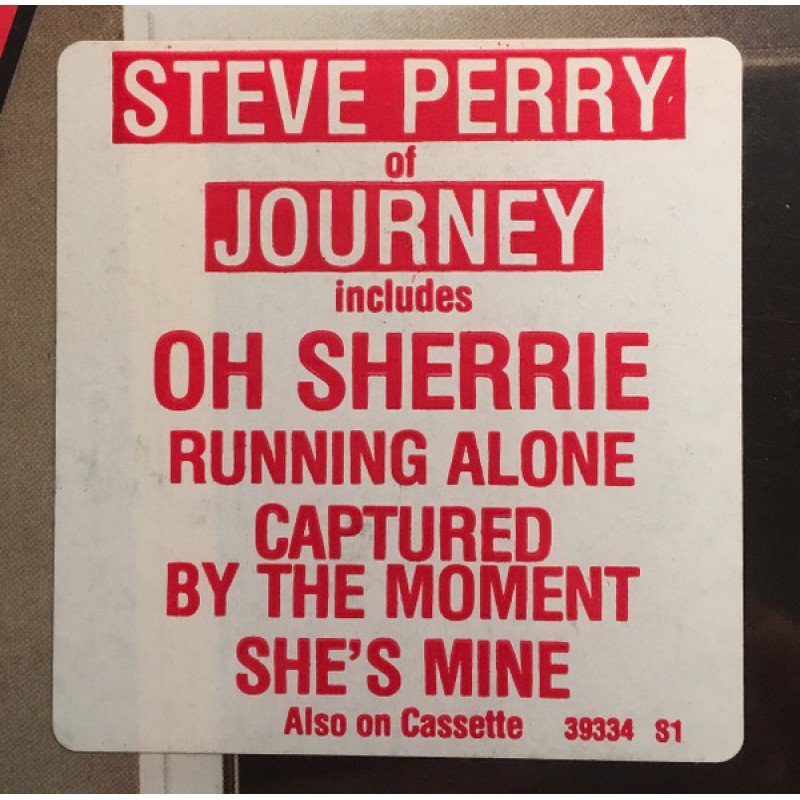 STEVE PERRY
of
JOURNEY
includes
OH SHERRIE
RUNNING ALONE
CAPTURED
BY THE MOMENT
SHE'S MINE
Also on Cassette 39334 S1